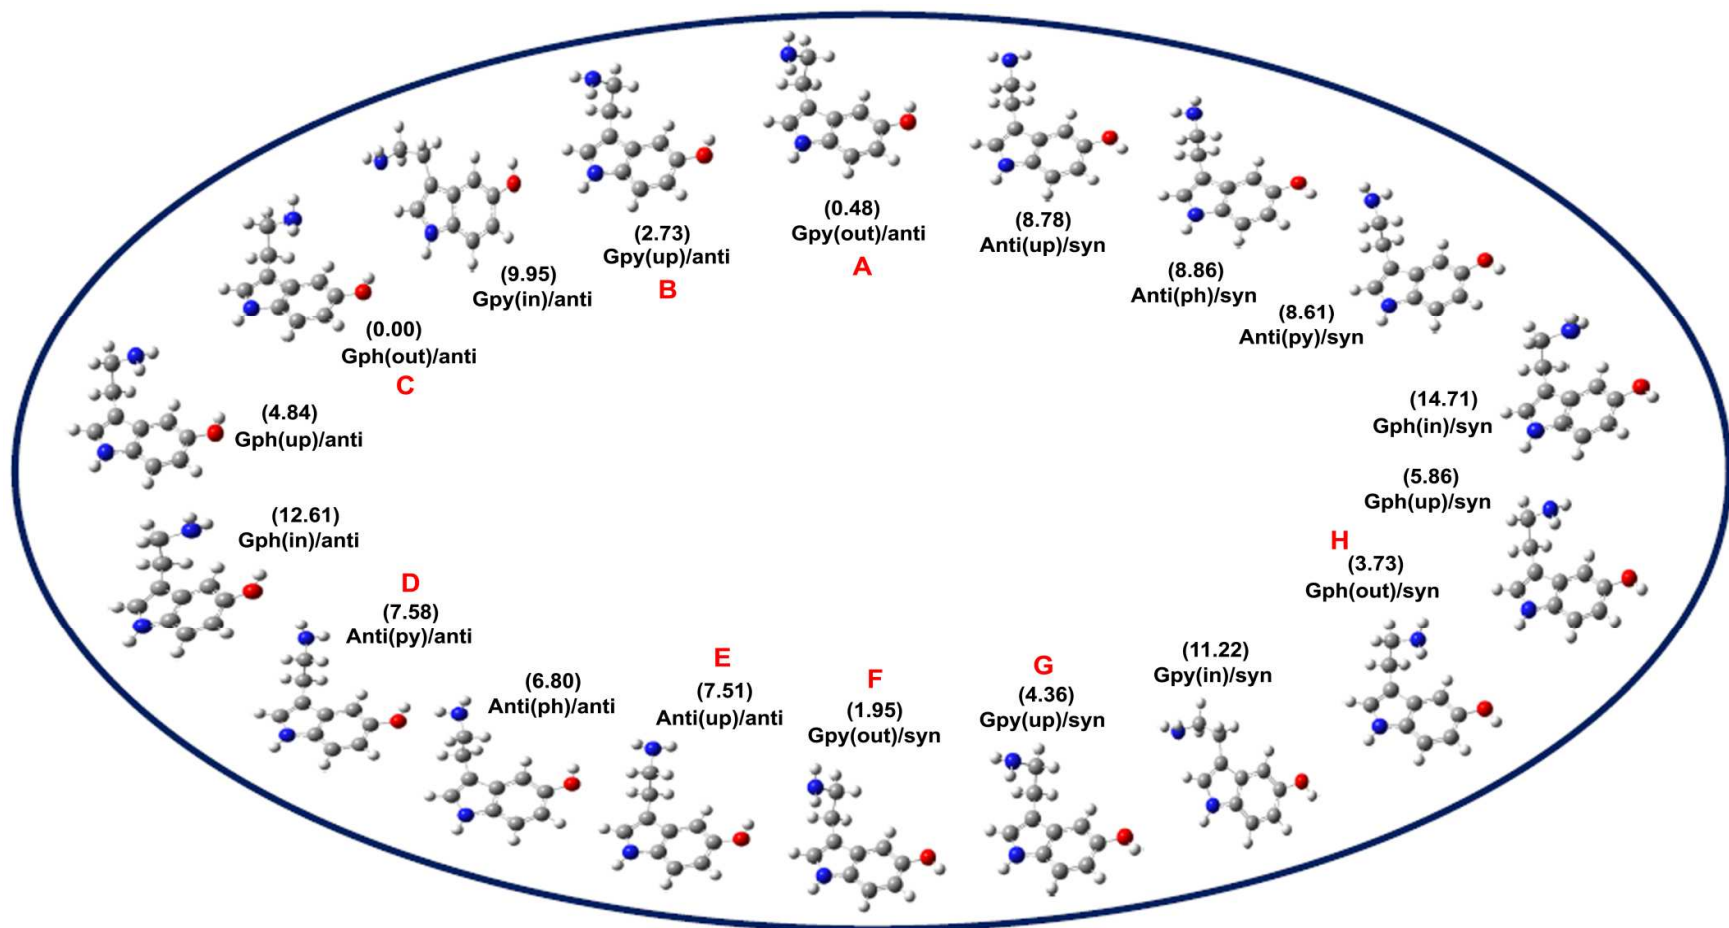 (0.48)
Gpy(out)/anti
A
(8.78)
Anti(up)/syn
(8.86)
Anti(ph)/syn
(8.61)
Anti(py)/syn
(14.71)
Gph(in)/syn
(5.86)
Gph(up)/syn
H
(3.73)
Gph(out)/syn
(11.22)
Gpy(in)/syn
G
(4.36)
Gpy(up)/syn
F
(1.95)
Gpy(out)/syn
E
(7.51)
Anti(up)/anti
(6.80)
Anti(ph)/anti
D
(7.58)
Anti(py)/anti
(12.61)
Gph(in)/anti
(4.84)
Gph(up)/anti
(0.00)
Gph(out)/anti
C
(9.95)
Gpy(in)/anti
(2.73)
Gpy(up)/anti
B